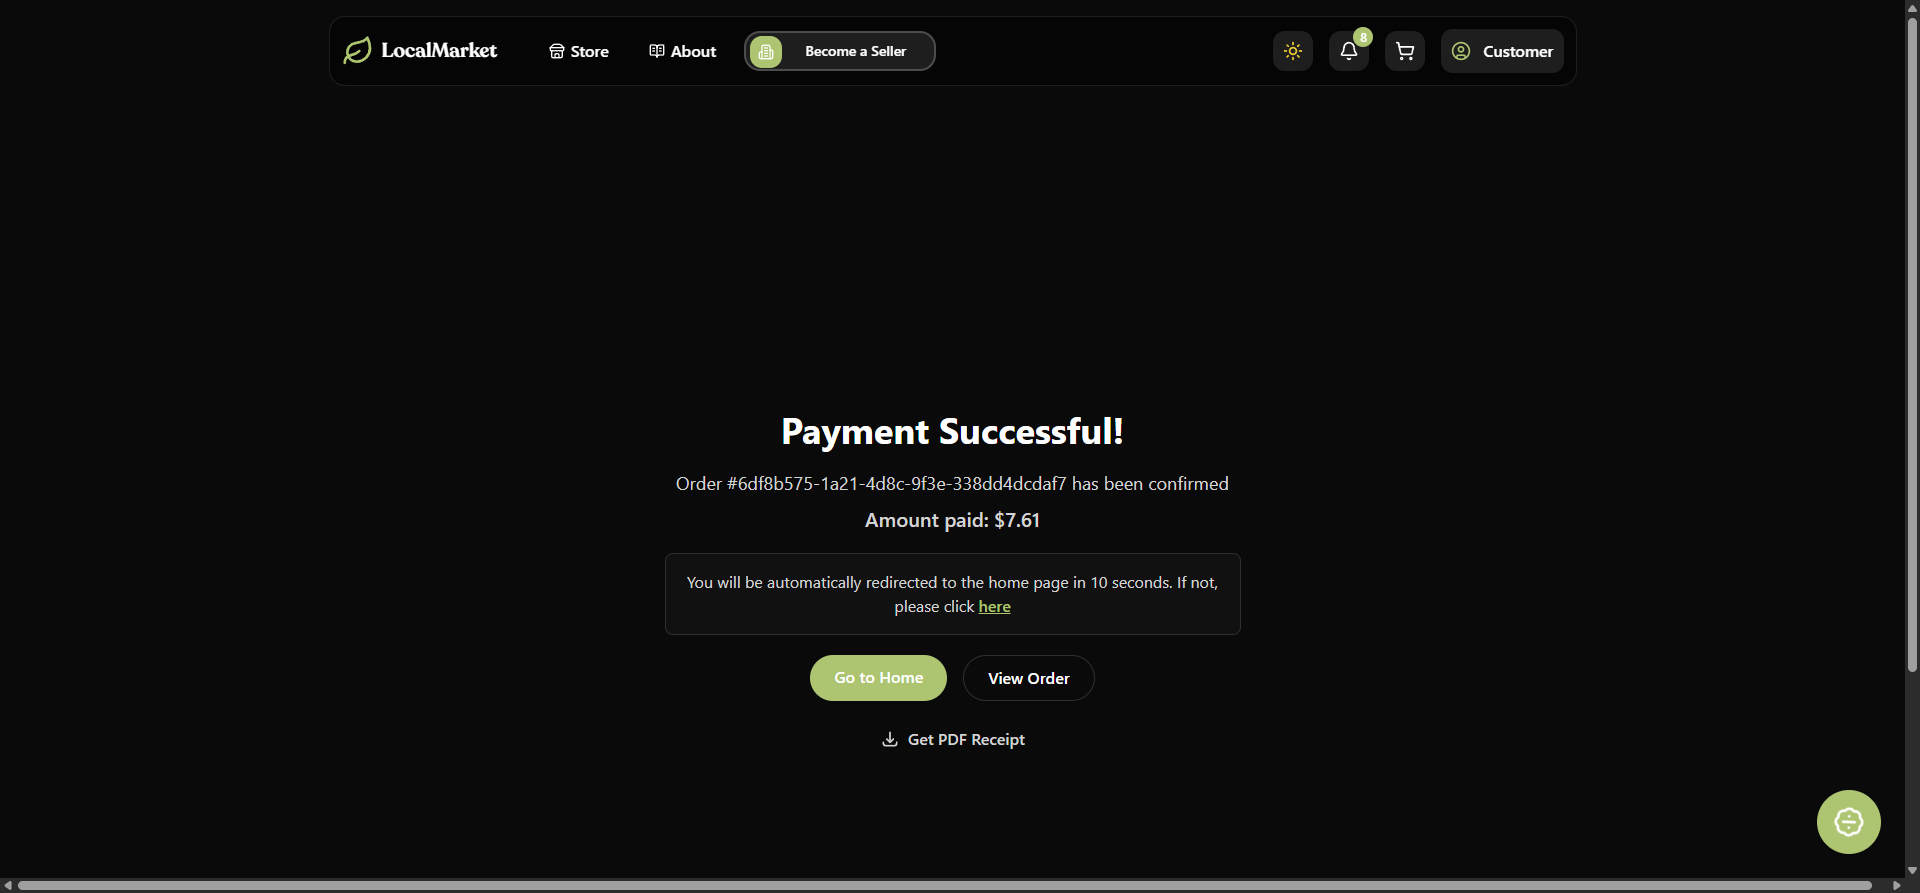 LocalMarket
Store
About
Become a Seller
8
Customer
Payment Successful!
Order #6df8b575-1a21-4d8c-9f3e-338dd4dcdaf7 has been confirmed
Amount paid: $7.61
You will be automatically redirected to the home page in 10 seconds. If not,
please click here
Go to Home
View Order
Get PDF Receipt